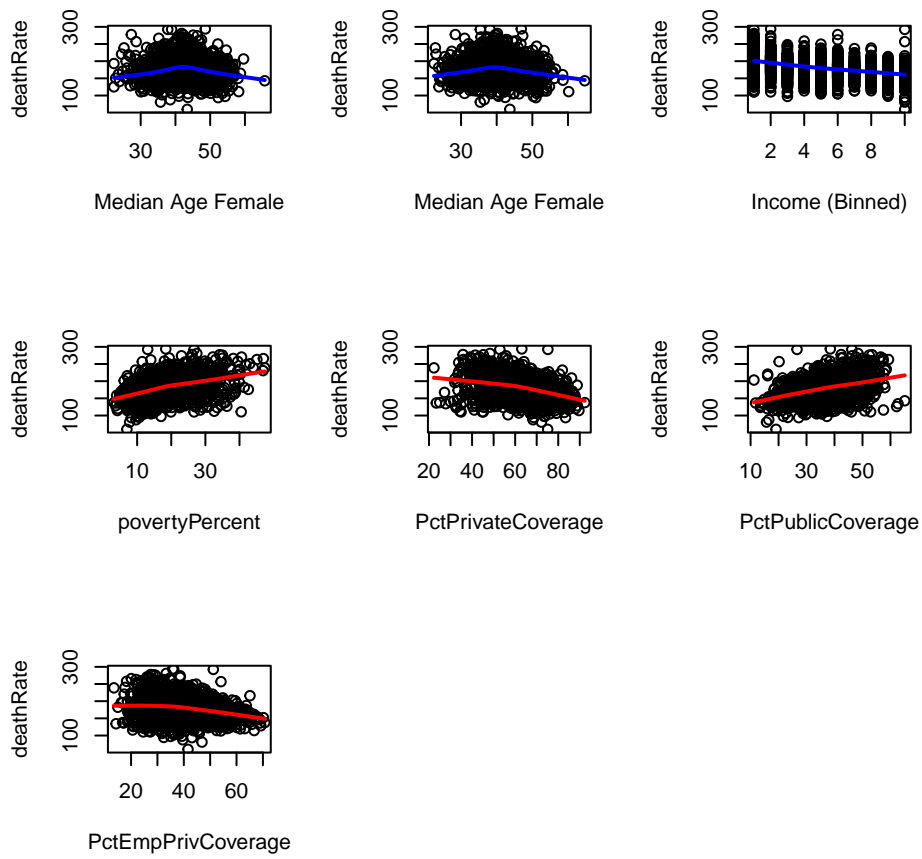 deathRate
100 300
30 50
Median Age Female
deathRate
100 300
30 50
Median Age Female
deathRate
100 300
2 4 6 8
Income (Binned)
deathRate
100 300
10 30
povertyPercent
deathRate
100 300
20 40 60 80
PctPrivateCoverage
deathRate
100 300
10 30 50
PctPublicCoverage
deathRate
100 300
20 40 60
PctEmpPrivCoverage